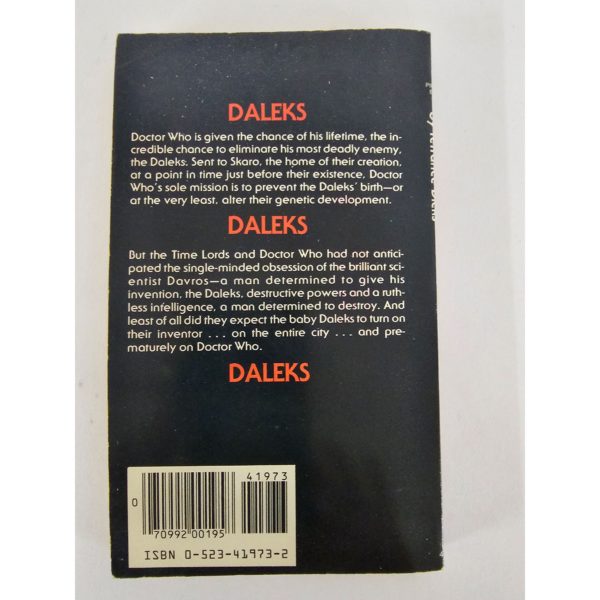 DALEKS
Doctor Who is given the chance of his lifetime, the in-
credible chance to eliminate his most deadly enemy,
the Daleks. Sent to Skaro, the home of their creation,
at a point in time just before their existence, Doctor
Who's sole mission is to prevent the Daleks' birth—or
at the very least, alter their genetic development.
DALEKS
But the Time Lords and Doctor Who had not antici-
pated the single-minded obsession of the brilliant sci-
entist Davros—a man determined to give his
invention, the Daleks, destructive powers and a ruth-
less intelligence, a man determined to destroy. And
least of all did they expect the baby Daleks to turn on
their inventor . . . on the entire city . . . and pre-
maturely on Doctor Who.
DALEKS
41973
0
70992 00195
ISBN 0-523-41973-2